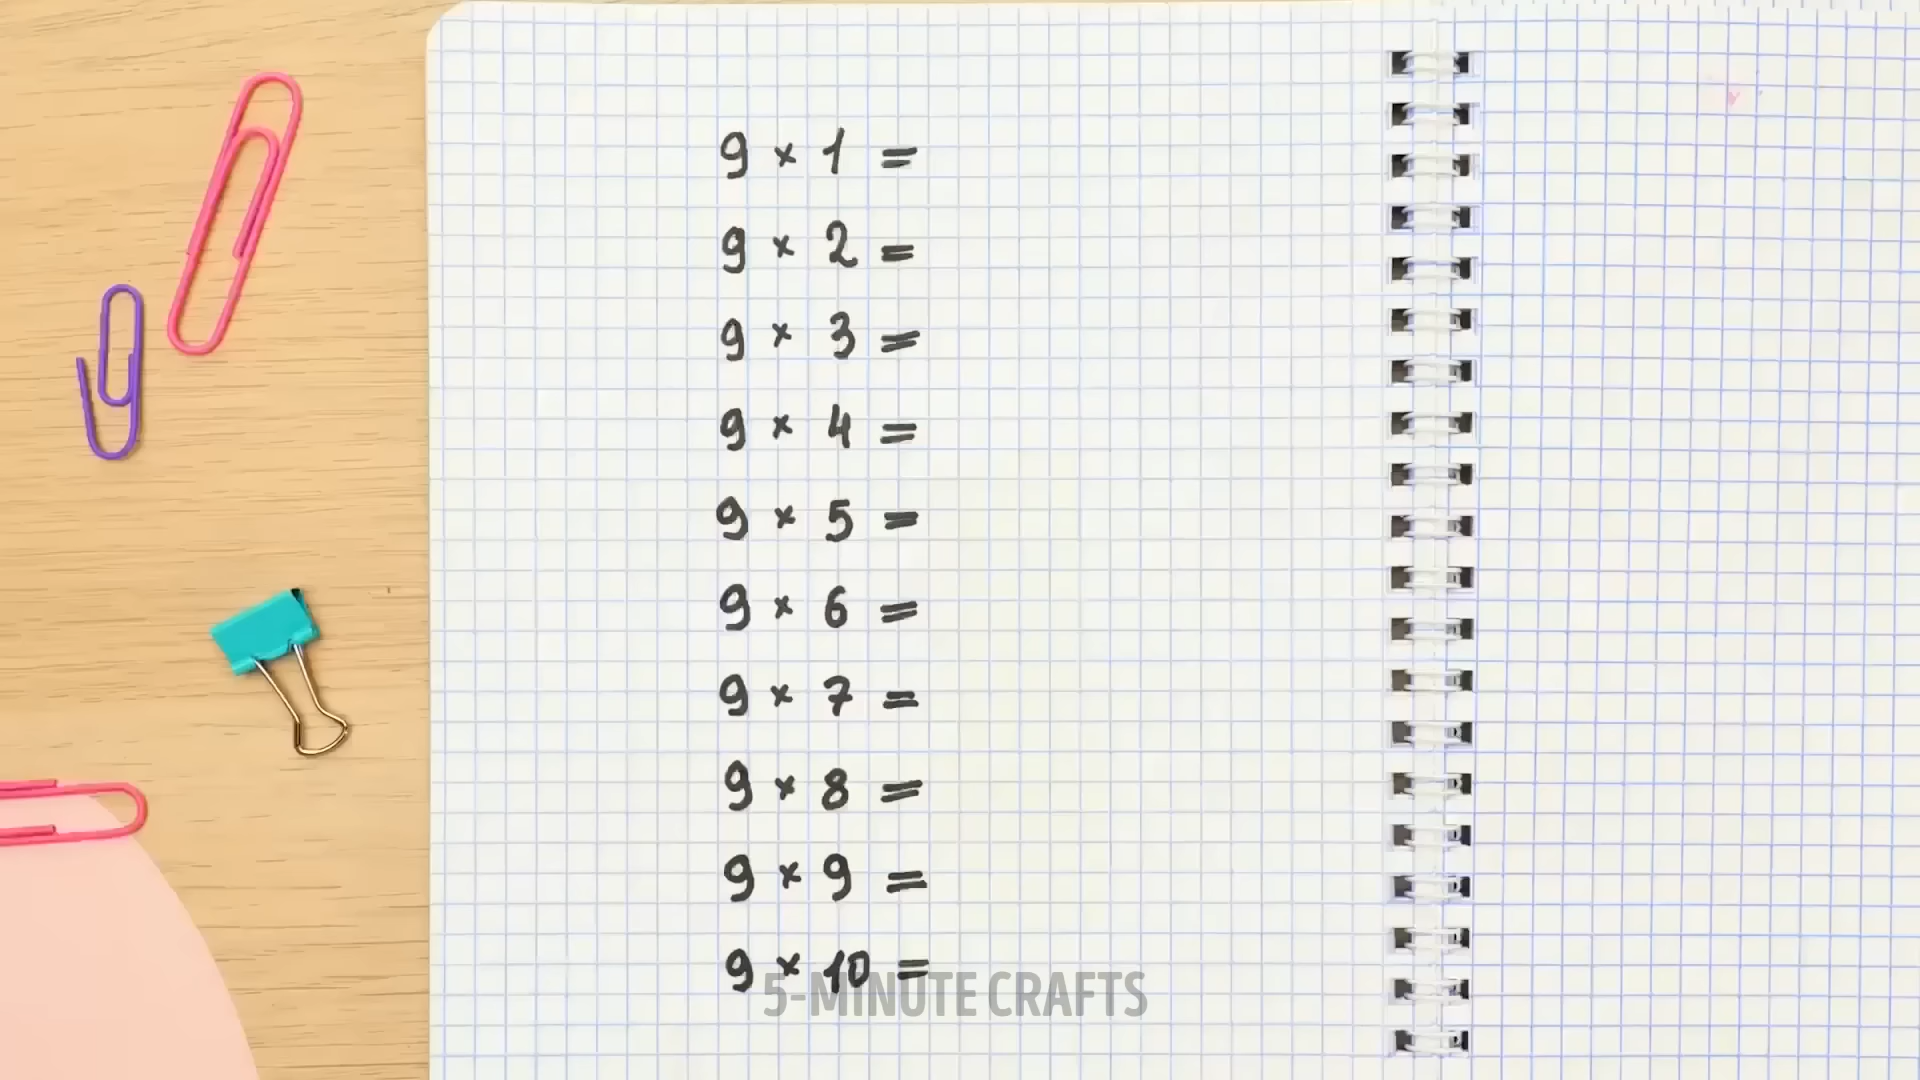 9 × 1 =
9 × 2 =
9 × 3 =
9 × 4 =
9 × 5 =
9 × 6 =
9 × 7 =
9 × 8 =
9 × 9 =
9 × 10 =
5-MINUTE CRAFTS